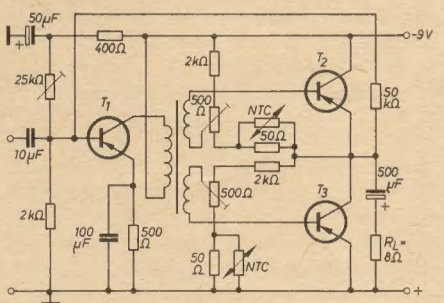 50µF
+
400Ω
-9V
2kΩ
T2
25kΩ
T1
500
Ω
NTC
50
kΩ
50Ω
10µF
2kΩ
500
µF
+
500Ω
T3
2kΩ
100
µF
500
Ω
50
Ω
NTC
RL=
8Ω
+